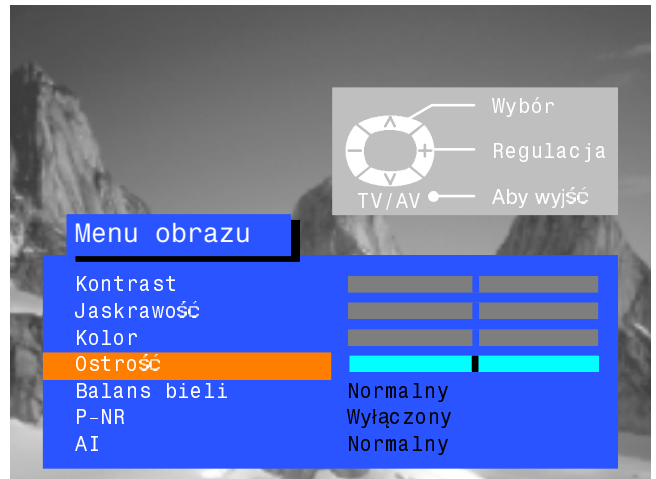 Wybór
Regulacja
TV/AV Aby wyjść
Menu obrazu
Kontrast
Jaskrawość
Kolor
Ostrość
Balans bieli Normalny
P-NR Wyłączony
AI Normalny